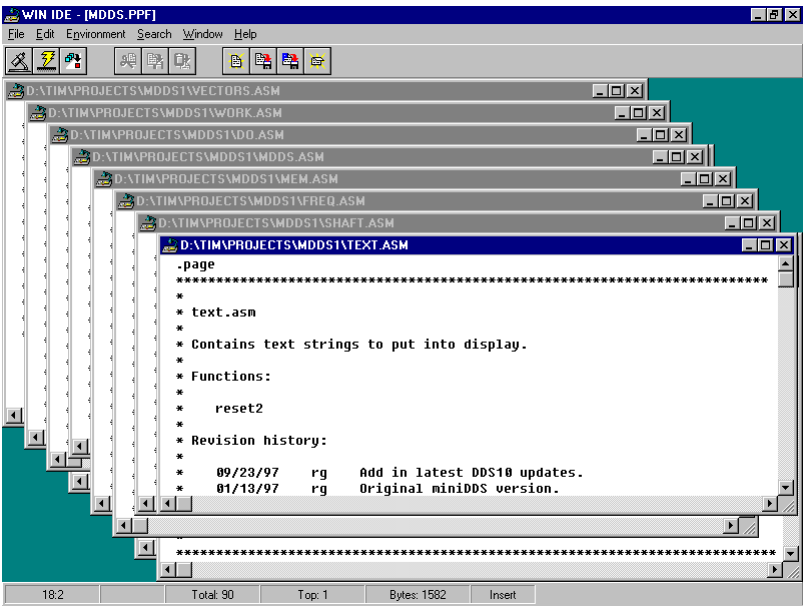 WIN IDE - [MDDS.PPF]
File Edit Environment Search Window Help
D:\TIM\PROJECTS\MDDS1\VECTORS.ASM
D:\TIM\PROJECTS\MDDS1\WORK.ASM
D:\TIM\PROJECTS\MDDS1\DO.ASM
D:\TIM\PROJECTS\MDDS1\MDDS.ASM
D:\TIM\PROJECTS\MDDS1\MEM.ASM
D:\TIM\PROJECTS\MDDS1\FREQ.ASM
D:\TIM\PROJECTS\MDDS1\SHAFT.ASM
D:\TIM\PROJECTS\MDDS1\TEXT.ASM
.page
**************************************************************************
*
* text.asm
*
* Contains text strings to put into display.
*
* Functions:
*
* reset2
*
* Revision history:
*
* 09/23/97 rg Add in latest DDS10 updates.
* 01/13/97 rg Original miniDDS version.
***************************************************************************
18:2 Total: 90 Top: 1 Bytes: 1582 Insert